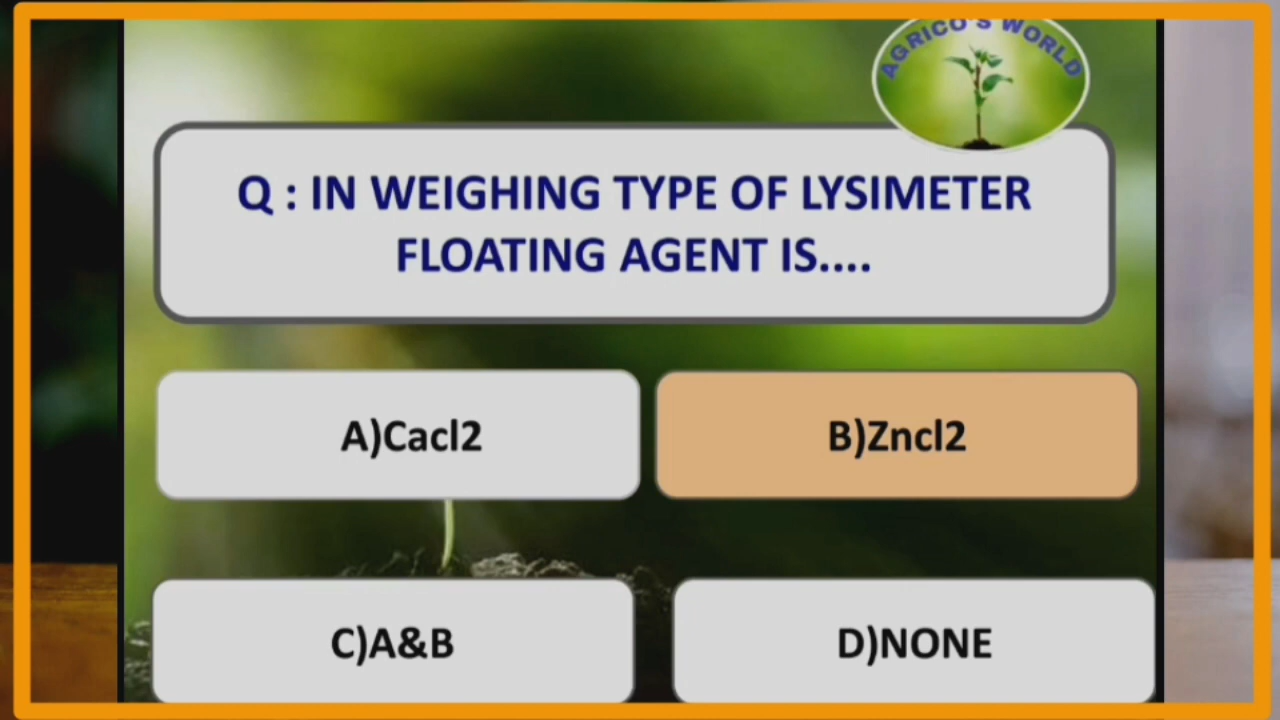 AGRICO'S WORLD
Q : IN WEIGHING TYPE OF LYSIMETER
FLOATING AGENT IS....
A)Cacl2
B)Zncl2
C)A&B
D)NONE